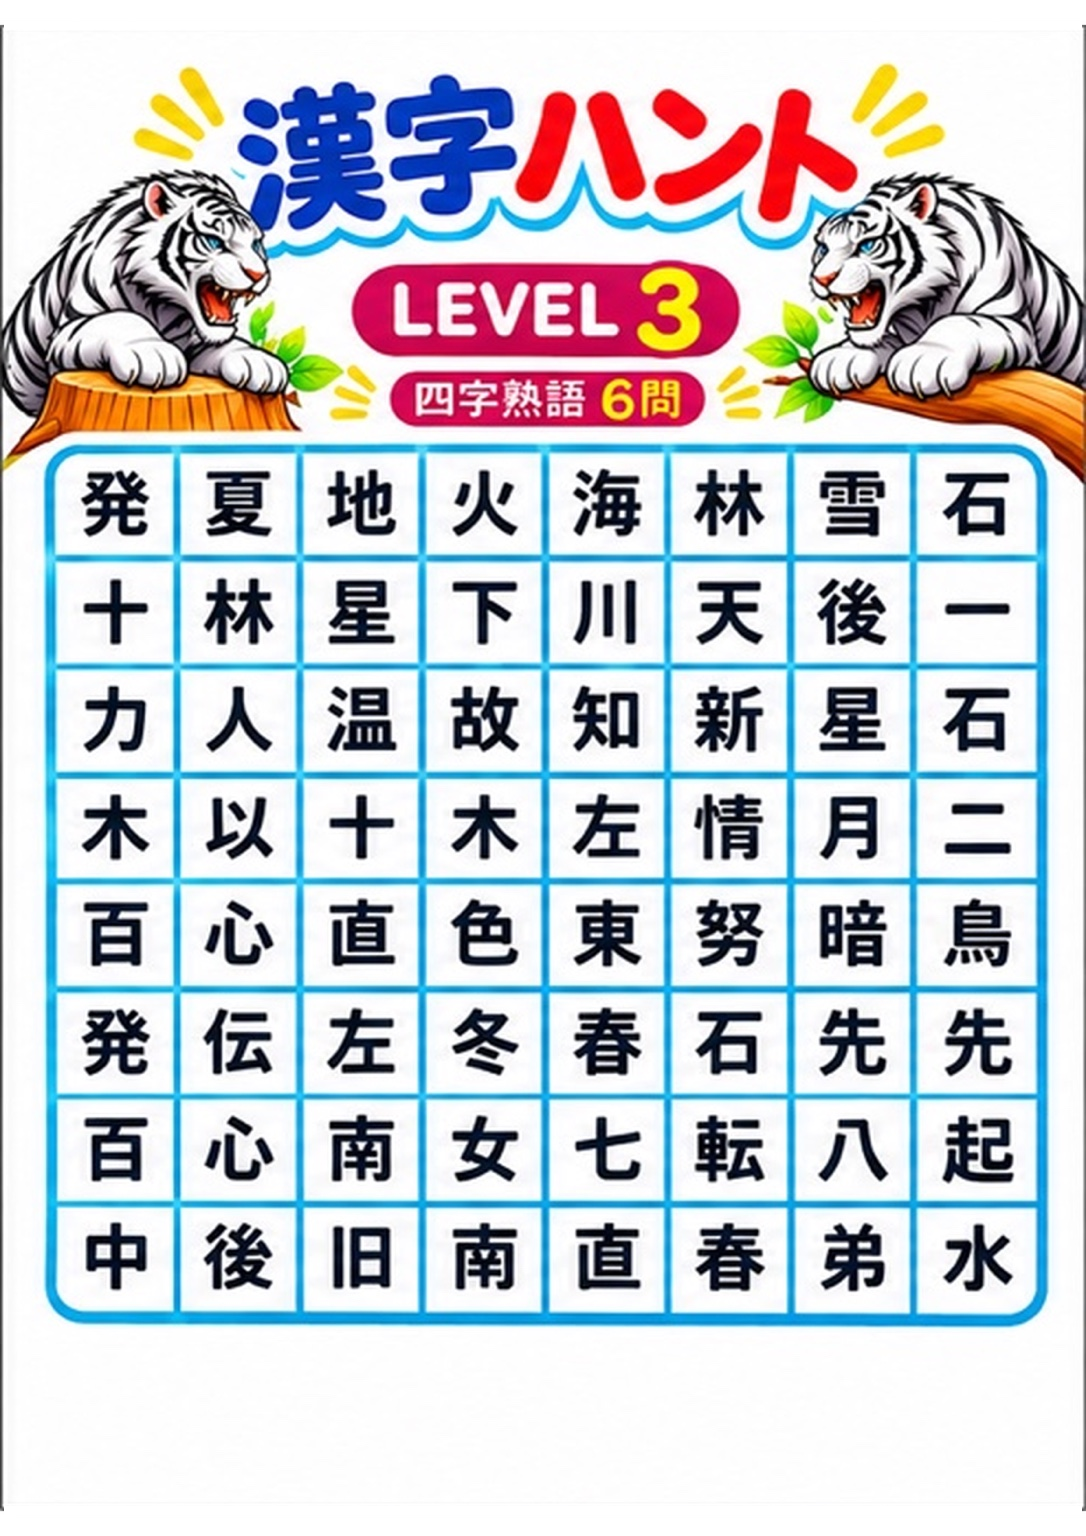 漢字ハント
LEVEL 3
四字熟語 6問
発 夏 地 火 海 林 雪 石
十 林 星 下 川 天 後 一
力 人 温 故 知 新 星 石
木 以 十 木 左 情 月 二
百 心 直 色 東 努 暗 鳥
発 伝 左 冬 春 石 先 先
百 心 南 女 七 転 八 起
中 後 旧 南 直 春 弟 水